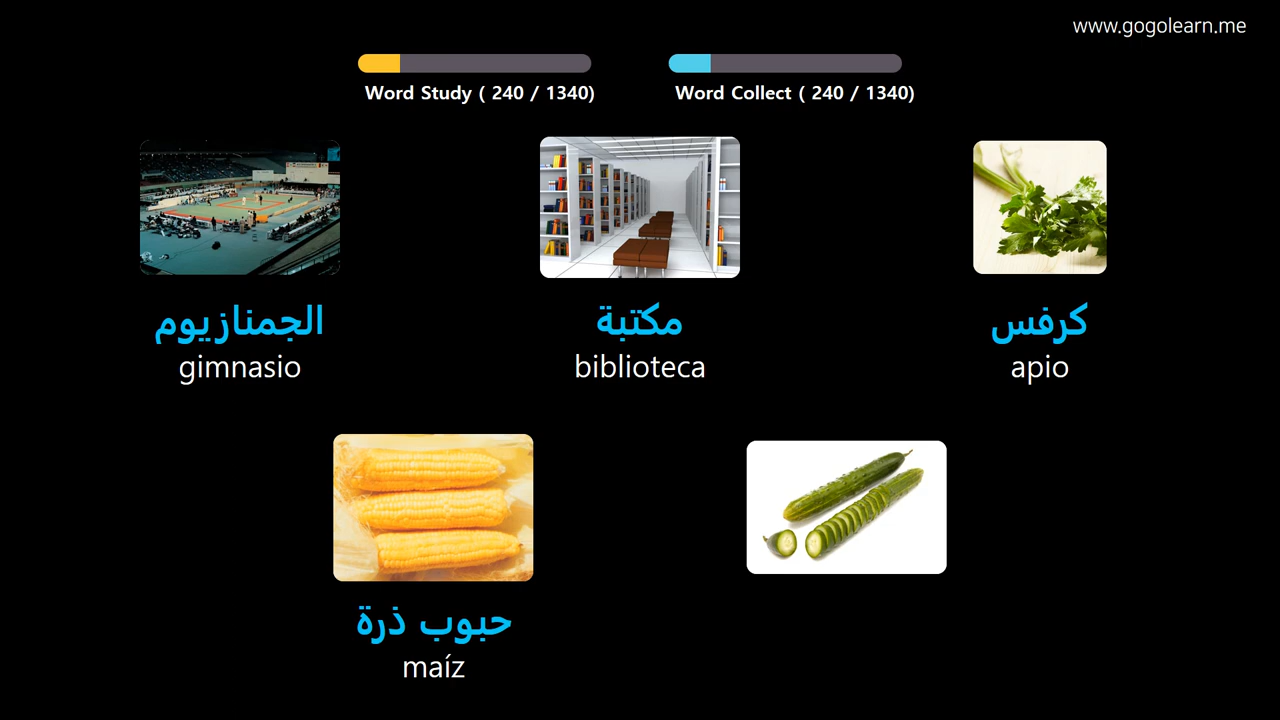 www.gogolearn.me
Word Study ( 240 / 1340)
Word Collect ( 240 / 1340)
الجمنازيوم
gimnasio
مكتبة
biblioteca
كرفس
apio
حبوب ذرة
maíz